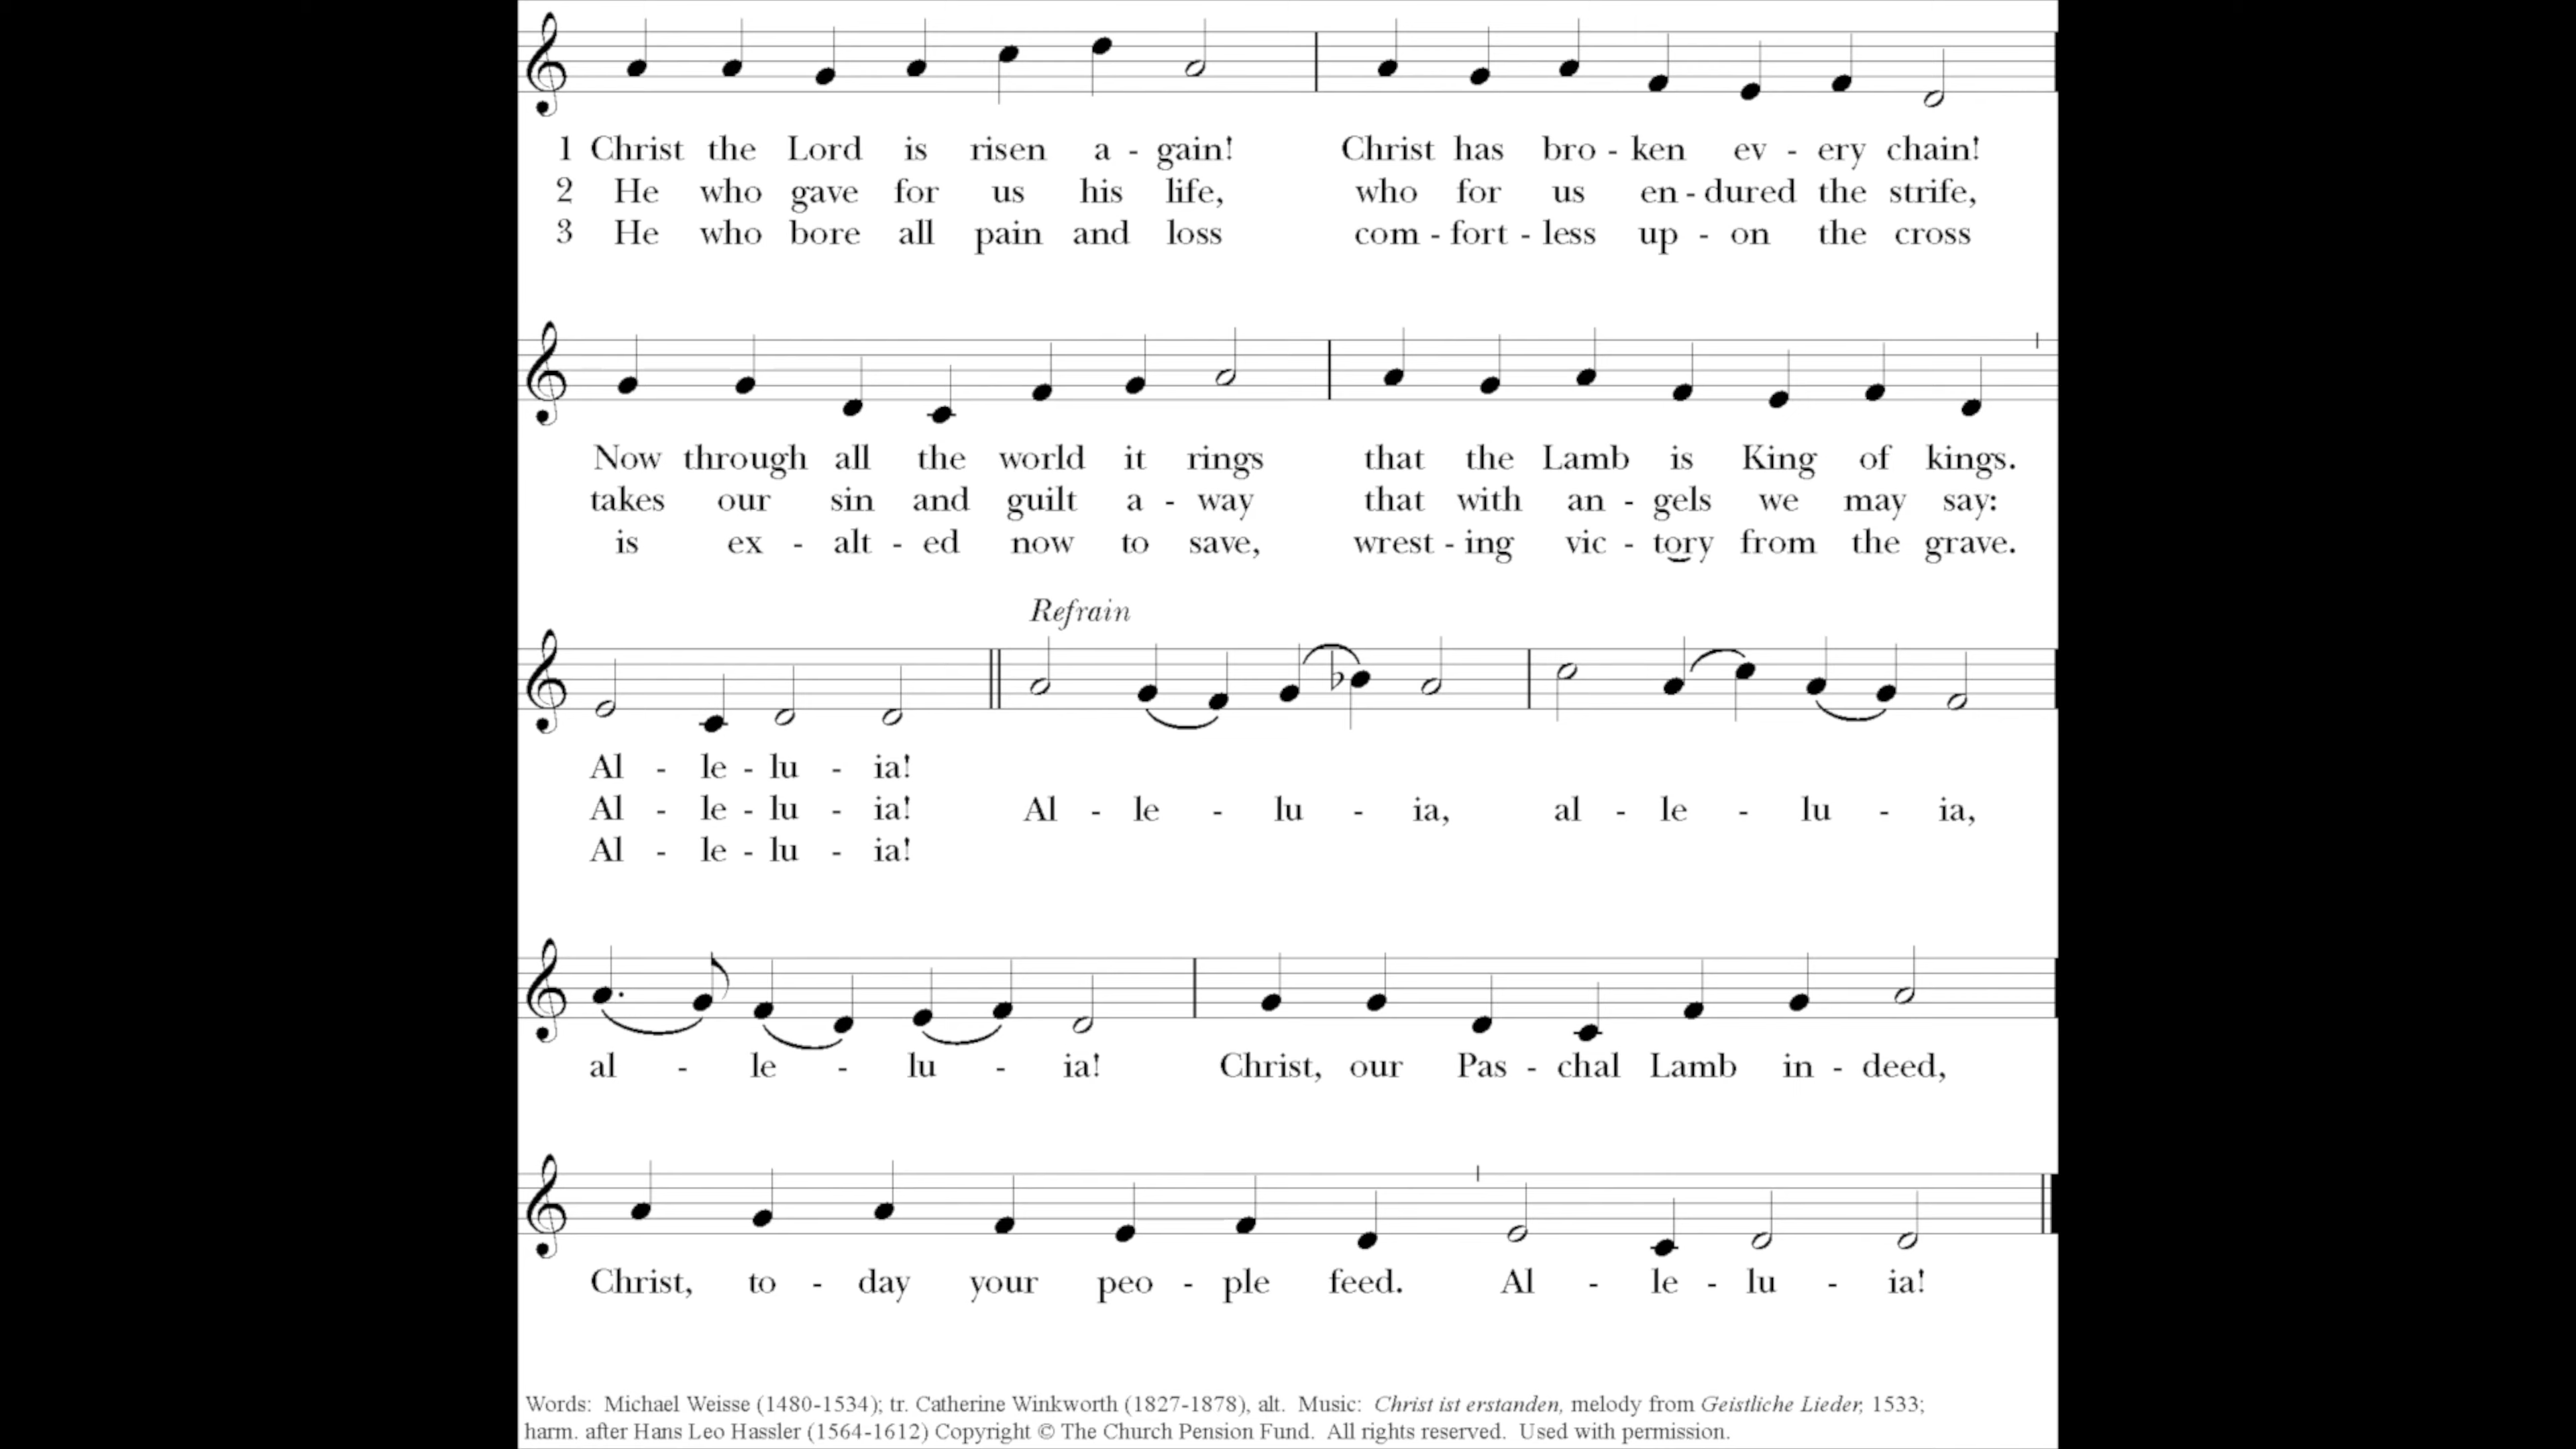 1 Christ the Lord is risen a - gain! Christ has bro - ken ev - ery chain!
2 He who gave for us his life, who for us en - dured the strife,
3 He who bore all pain and loss com - fort - less up - on the cross
Now through all the world it rings that the Lamb is King of kings.
takes our sin and guilt a - way that with an - gels we may say:
is ex - alt - ed now to save, wrest - ing vic - tory from the grave.
Refrain
Al - le - lu - ia!
Al - le - lu - ia! Al - le - lu - ia, al - le - lu - ia,
Al - le - lu - ia!
al - le - lu - ia! Christ, our Pas - chal Lamb in - deed,
Christ, to - day your peo - ple feed. Al - le - lu - ia!
Words: Michael Weisse (1480-1534); tr. Catherine Winkworth (1827-1878), alt. Music: Christ ist erstanden, melody from Geistliche Lieder, 1533;
harm. after Hans Leo Hassler (1564-1612) Copyright © The Church Pension Fund. All rights reserved. Used with permission.